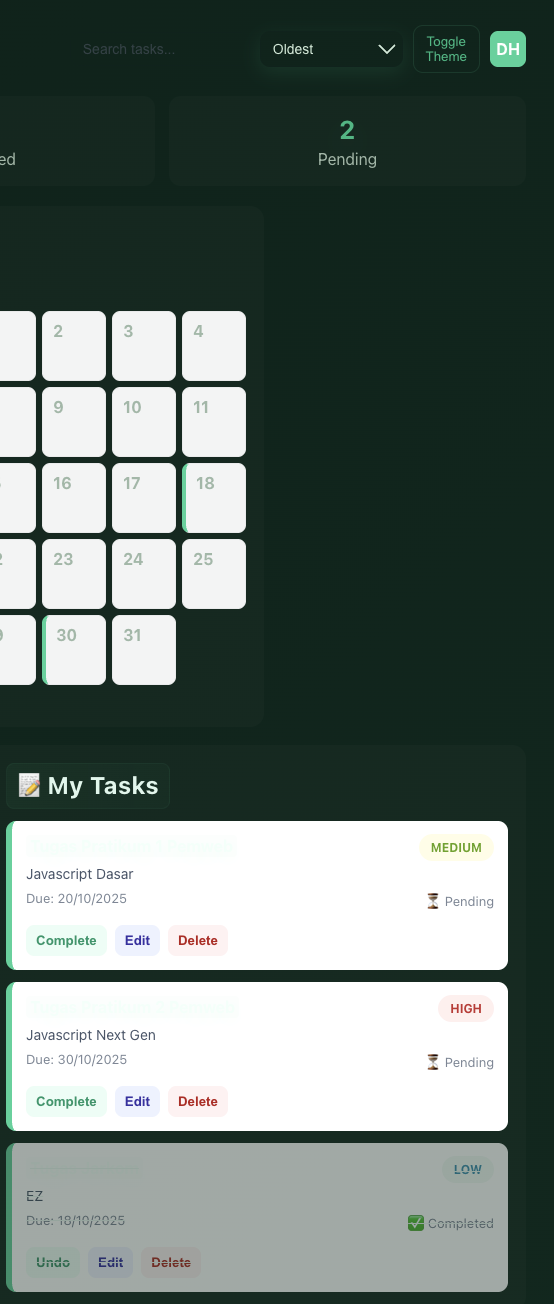 Search tasks...
Oldest
Toggle
Theme
DH
ed
2
Pending
2 3 4
9 10 11
16 17 18
23 24 25
30 31
📝 My Tasks
MEDIUM
Javascript Dasar
Due: 20/10/2025
⏳ Pending
Complete Edit Delete
HIGH
Javascript Next Gen
Due: 30/10/2025
⏳ Pending
Complete Edit Delete
LOW
EZ
Due: 18/10/2025
✅ Completed
Undo Edit Delete